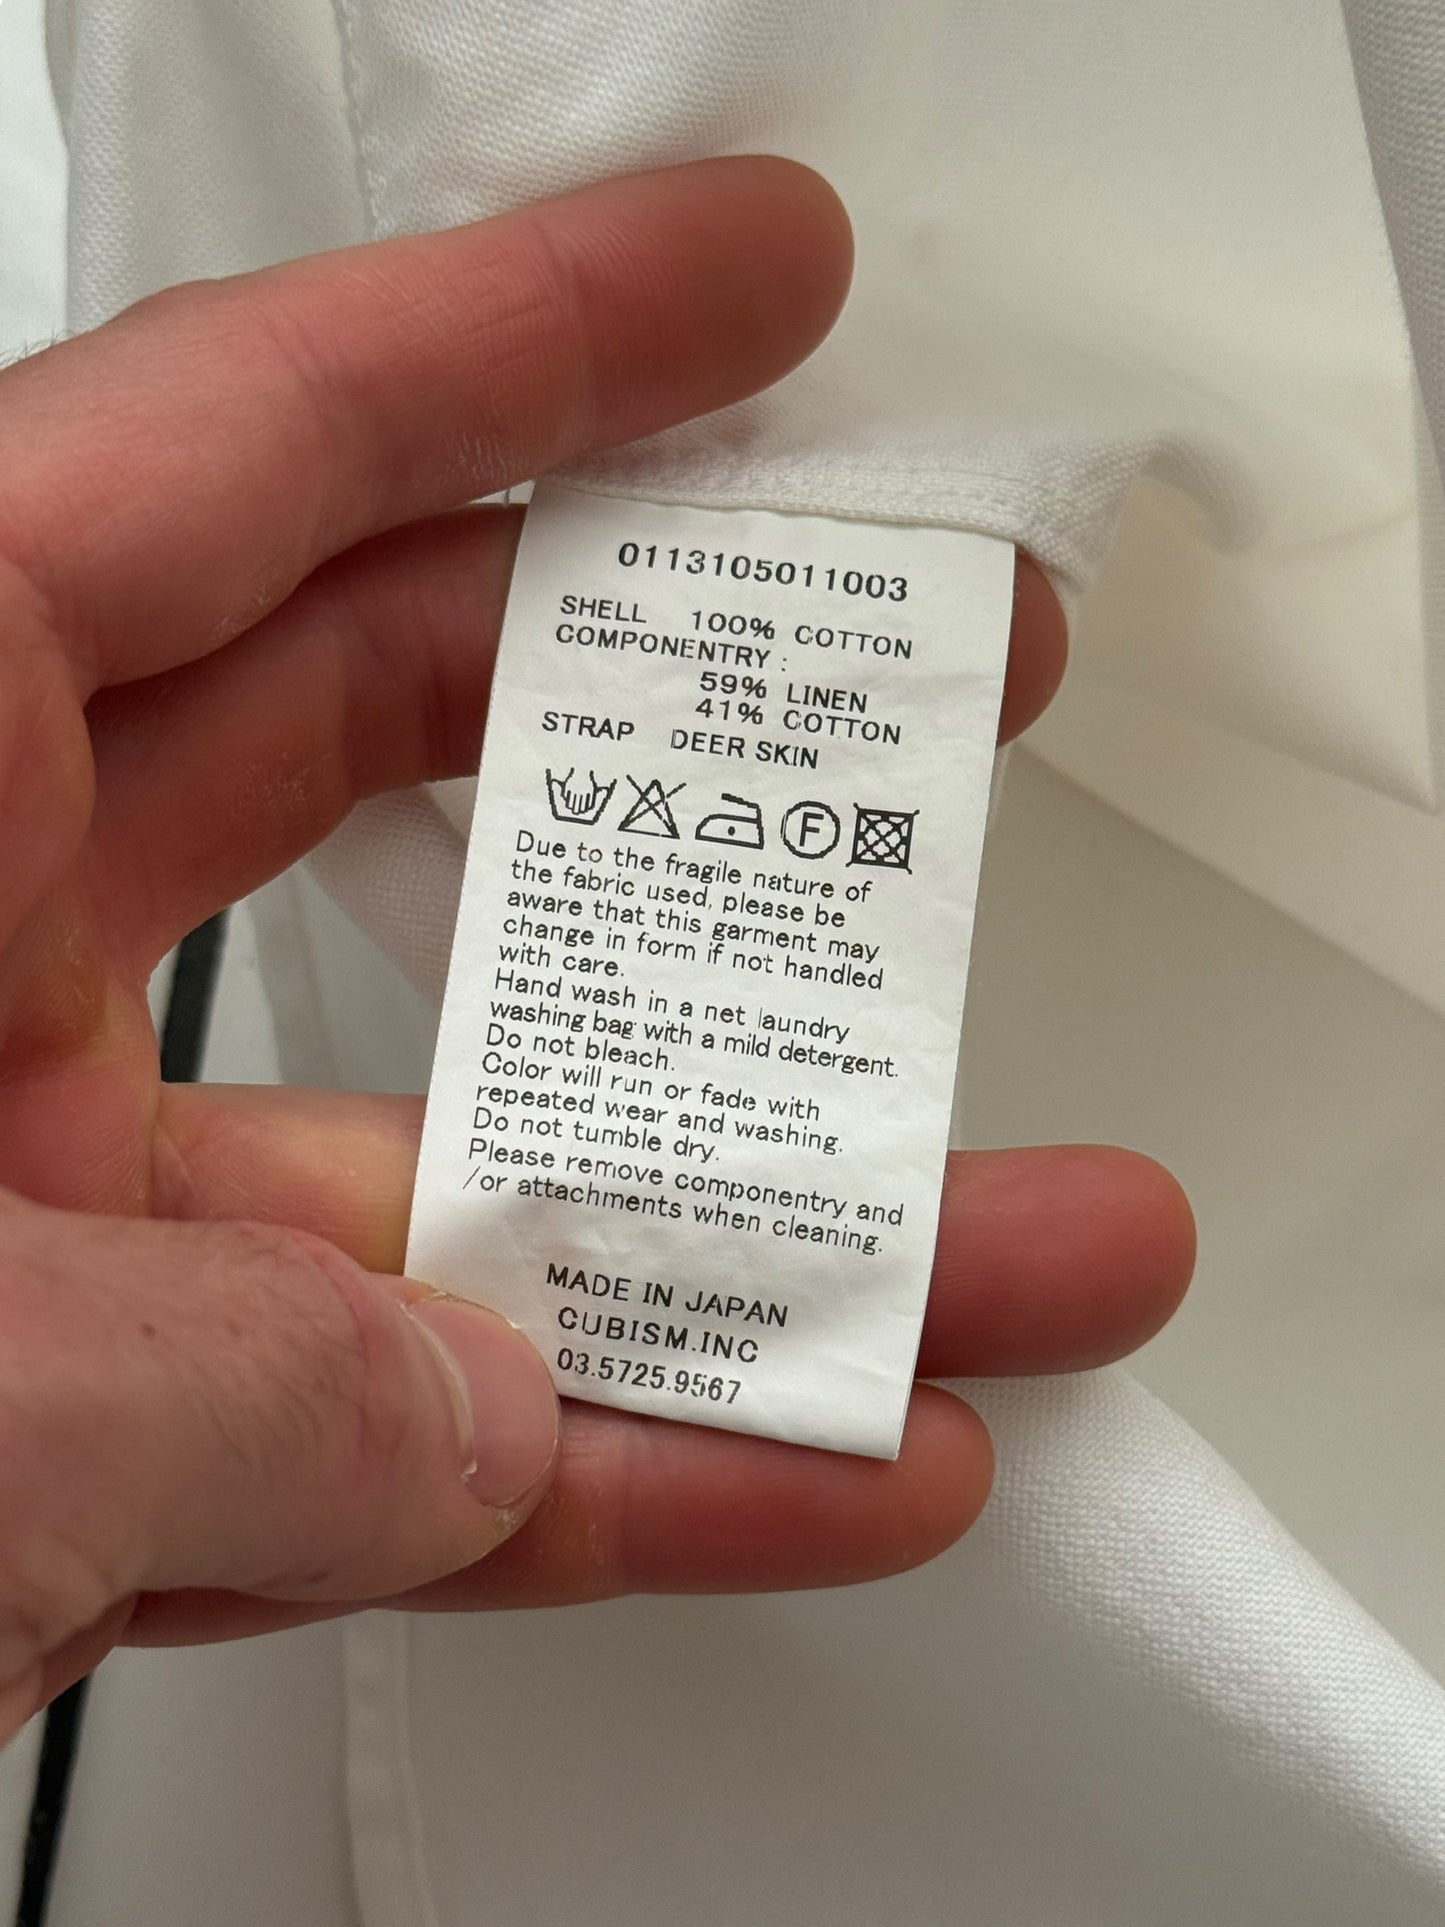 0113105011003
SHELL 100% COTTON
COMPONENTRY :
59% LINEN
41% COTTON
STRAP DEER SKIN
F
Due to the fragile nature of
the fabric used, please be
aware that this garment may
change in form if not handled
with care.
Hand wash in a net laundry
washing bag with a mild detergent.
Do not bleach.
Color will run or fade with
repeated wear and washing.
Do not tumble dry.
Please remove componentry and
/or attachments when cleaning.
MADE IN JAPAN
CUBISM.INC
03.5725.9567